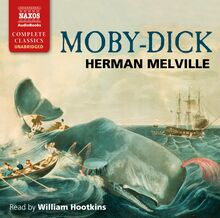 NAXOS
AudioBooks
COMPLETE
CLASSICS
UNABRIDGED
MOBY-DICK
HERMAN MELVILLE
Read by William Hootkins